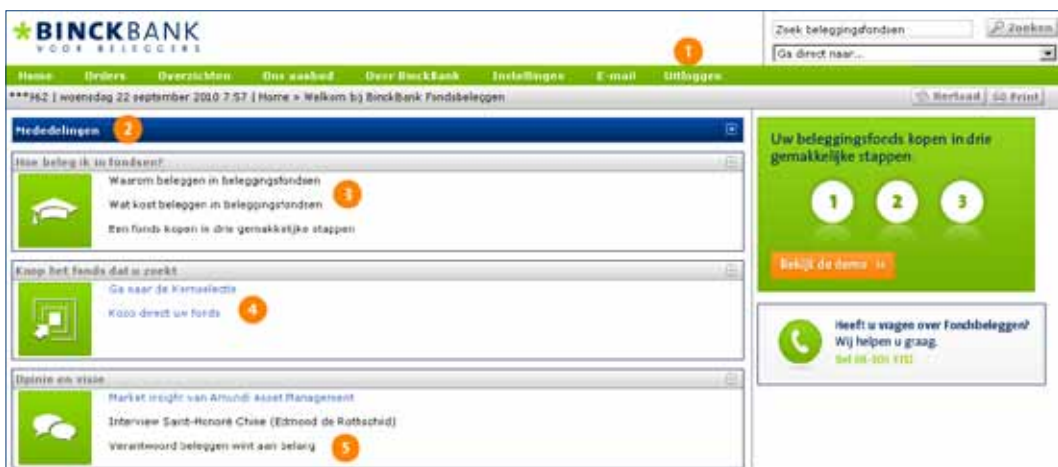 *BINCKBANK
VOOR BELEGGERS
Zoek beleggingsfondsen
Zoeken
Ga direct naar...
1
Home Orders Overzichten Ons aanbod Over BinckBank Instellingen E-mail Uitloggen
***362 | woensdag 22 september 2010 7:57 | Home » Welkom bij BinckBank Fondsbeleggen
Herlaad Print
Mededelingen 2
Hoe beleg ik in fondsen?
Waarom beleggen in beleggingsfondsen
Wat kost beleggen in beleggingsfondsen 3
Een fonds kopen in drie gemakkelijke stappen
Koop het fonds dat u zoekt
Ga naar de Kernselectie
Koop direct uw fonds 4
Opinie en visie
Market insight van Amundi Asset Management
Interview Saint-Honoré Chine (Edmond de Rothschild)
Verantwoord beleggen wint aan belang 5
Uw beleggingsfonds kopen in drie
gemakkelijke stappen
1 2 3
Bekijk de demo »
Heeft u vragen over Fondsbeleggen?
Wij helpen u graag.
Bel